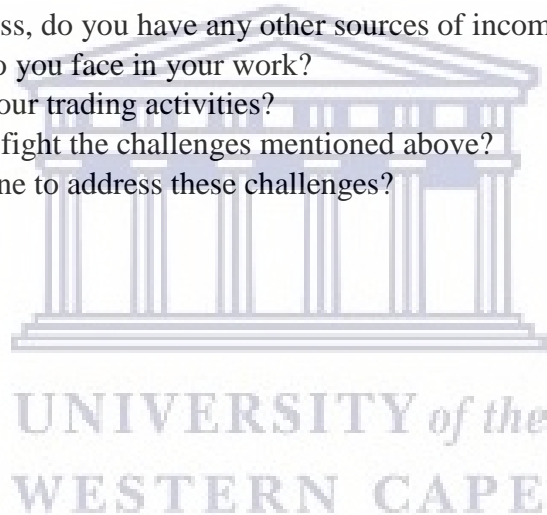 ss, do you have any other sources of incom
you face in your work?
our trading activities?
fight the challenges mentioned above?
ne to address these challenges?
UNIVERSITY of the
WESTERN CAPE